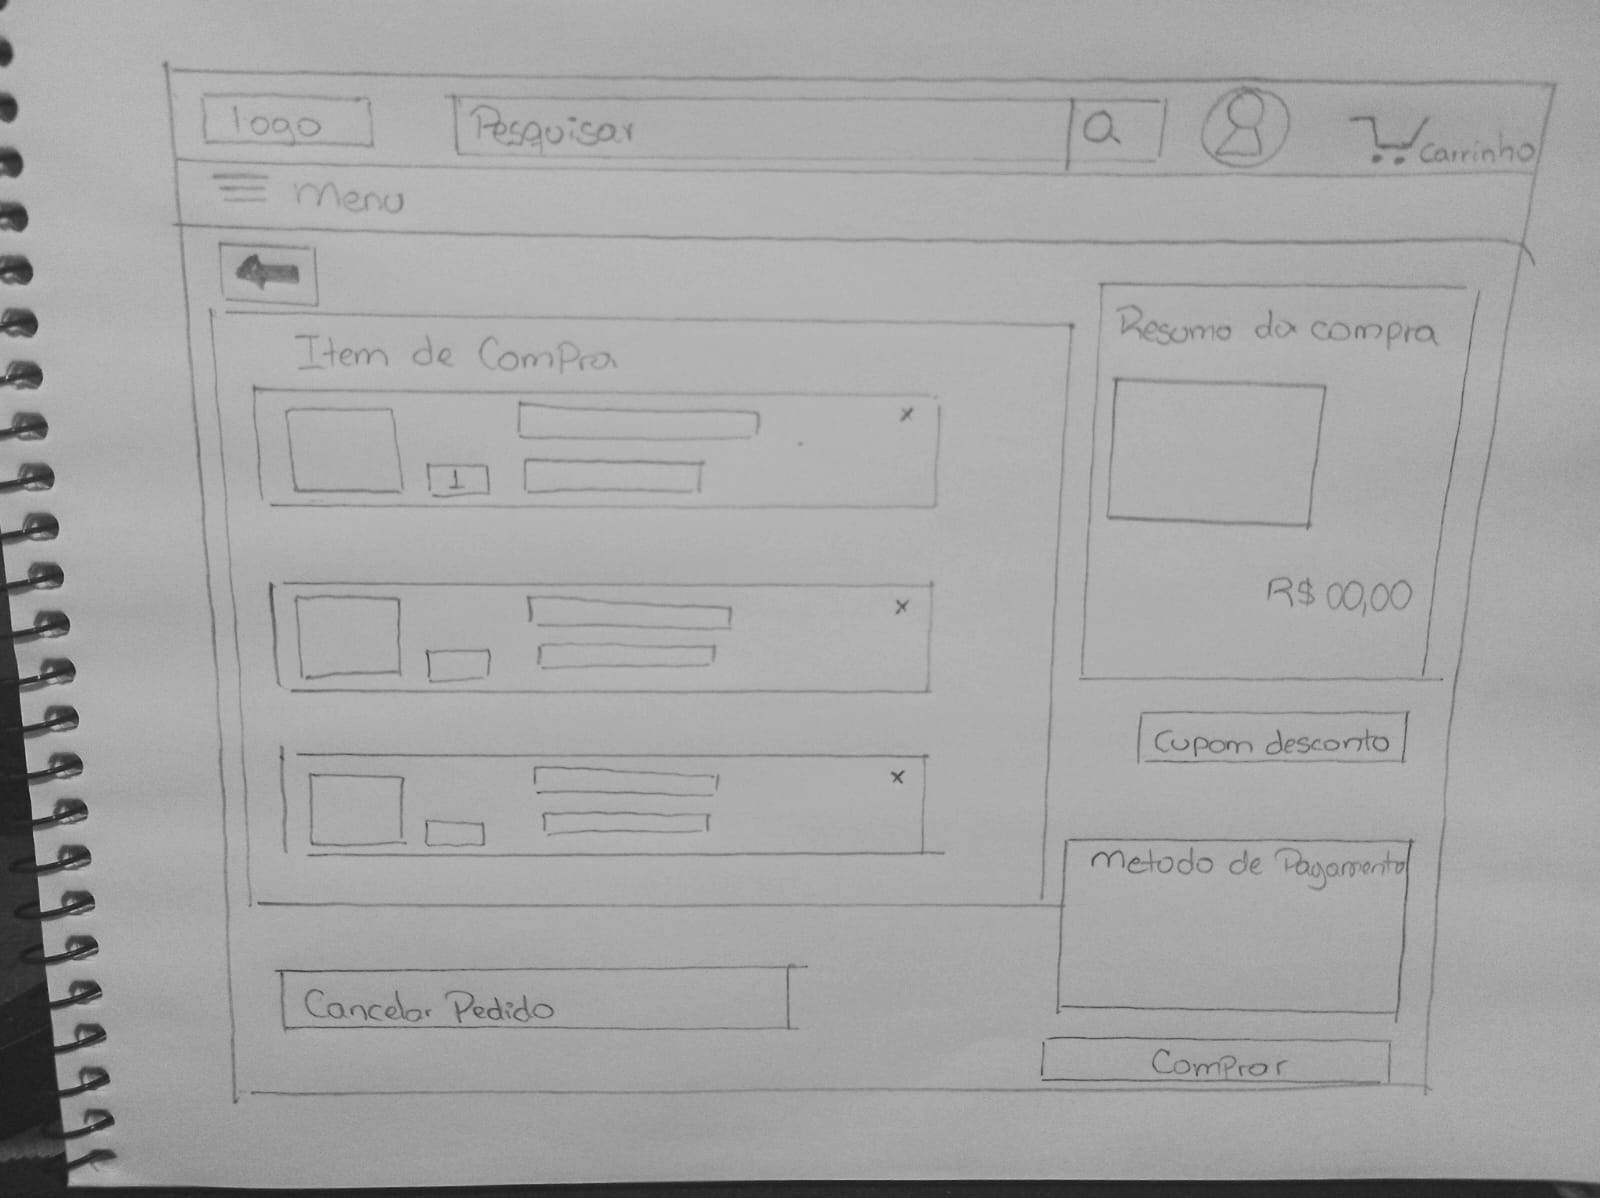 logo
Pesquisar
Carrinho
Menu
Item de Compra
x
1
x
x
Resumo da compra
R$ 00,00
Cupom desconto
Metodo de Pagamento
Cancelar Pedido
Comprar